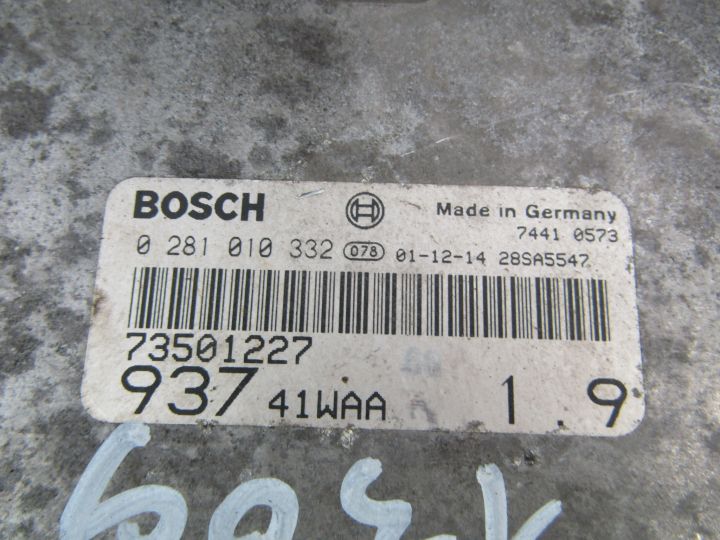 BOSCH Made in Germany
7441 0573
0 281 010 332 078 01-12-14 28SA5547
73501227
937 41WAA 1.9